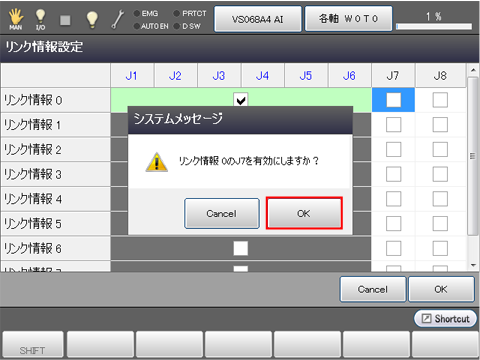 MAN I/O EMG PRTCT VS068A4 AI 各軸 W0T0 1 %
AUTO EN D SW
リンク情報設定
J1 J2 J3 J4 J5 J6 J7 J8
リンク情報 0
リンク情報 1
システムメッセージ
リンク情報 2
リンク情報 0のJ7を有効にしますか?
リンク情報 3
リンク情報 4
Cancel OK
リンク情報 5
リンク情報 6
Cancel OK
Shortcut
SHIFT